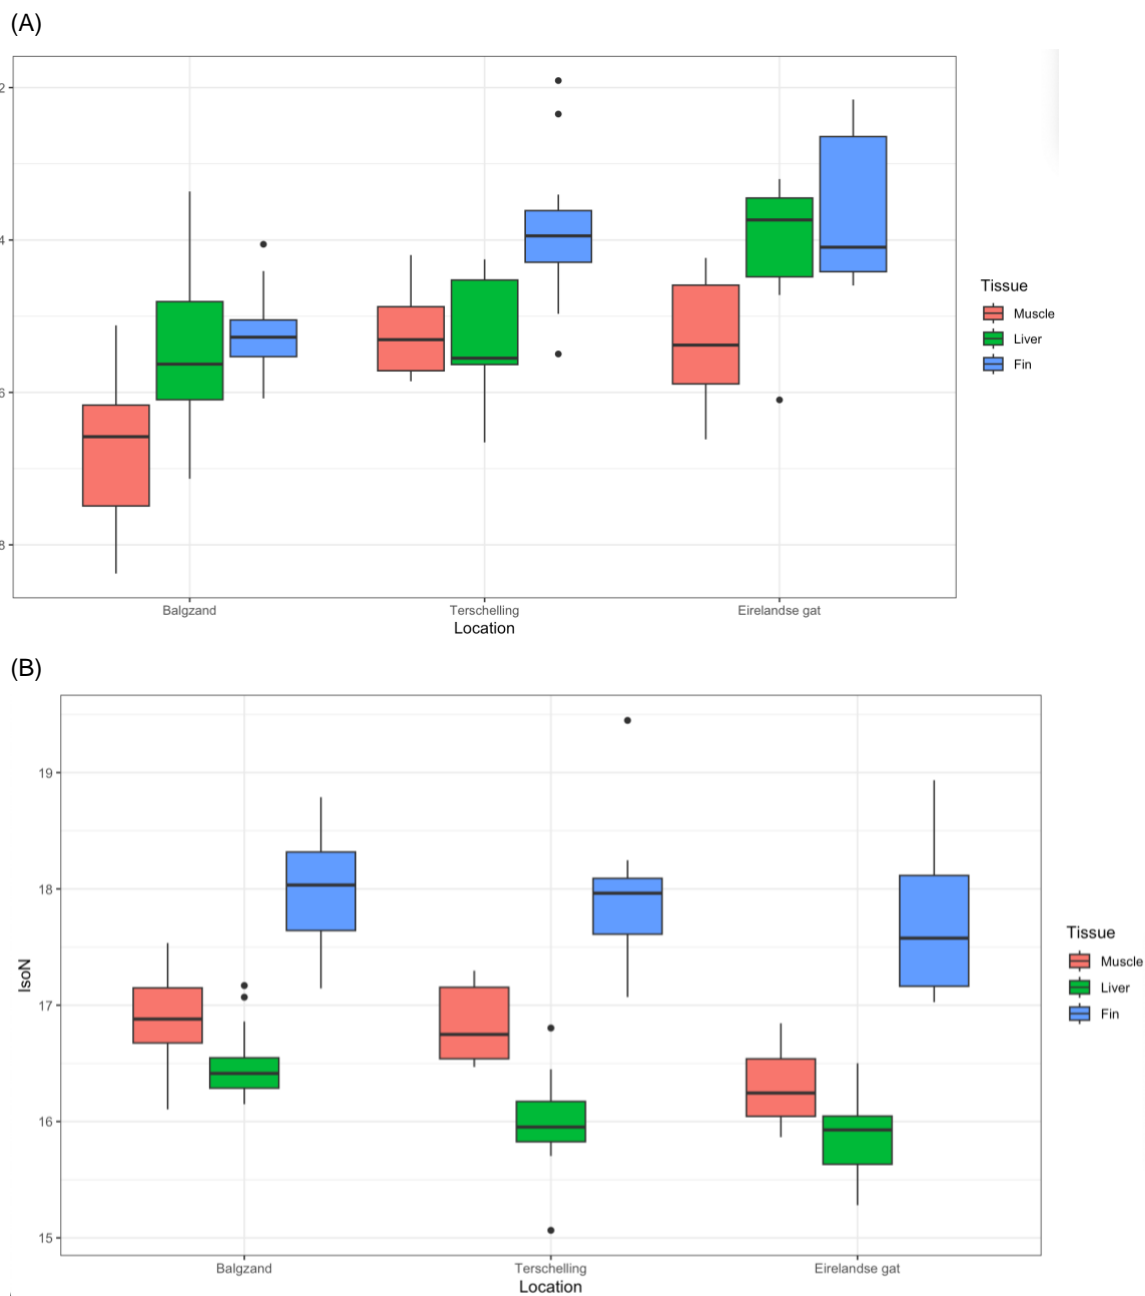 (A)
2
4
6
8
Balgzand Terschelling Eirelandse gat
Location
Tissue
Muscle
Liver
Fin
(B)
19
18
17
16
15
IsoN
Balgzand Terschelling Eirelandse gat
Location
Tissue
Muscle
Liver
Fin